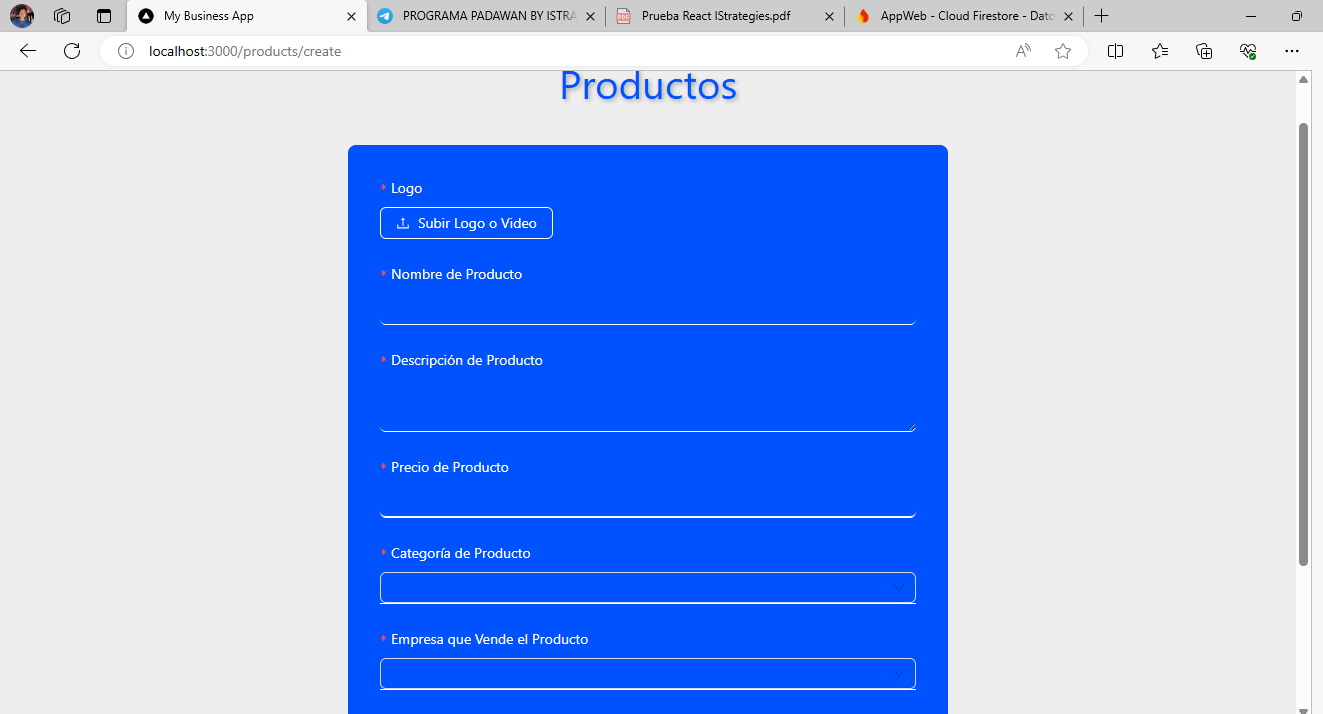 My Business App
PROGRAMA PADAWAN BY ISTRA
Prueba React IStrategies.pdf
AppWeb - Cloud Firestore - Dato
localhost:3000/products/create
Productos
* Logo
Subir Logo o Video
* Nombre de Producto
* Descripción de Producto
* Precio de Producto
* Categoría de Producto
* Empresa que Vende el Producto